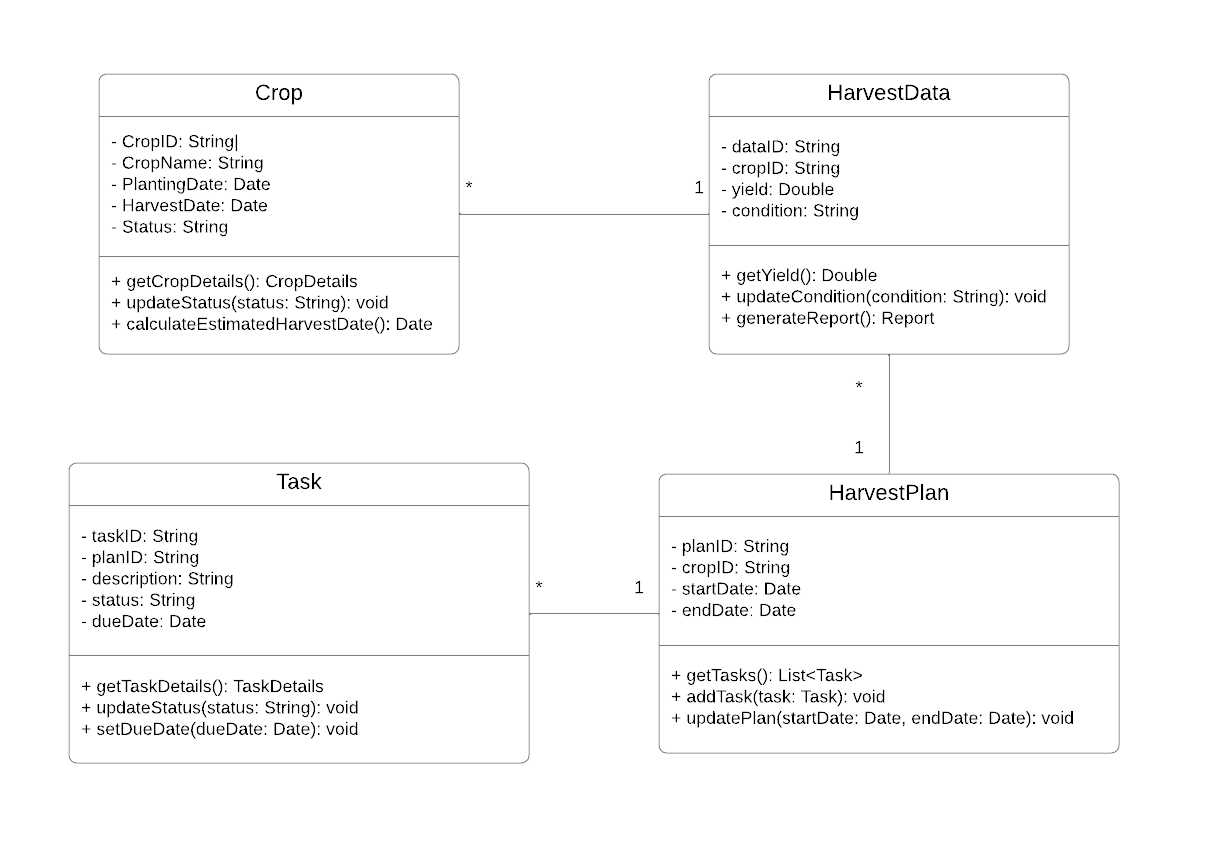 Crop
- CropID: String|
- CropName: String
- PlantingDate: Date
- HarvestDate: Date
- Status: String
+ getCropDetails(): CropDetails
+ updateStatus(status: String): void
+ calculateEstimatedHarvestDate(): Date
*
1
HarvestData
- dataID: String
- cropID: String
- yield: Double
- condition: String
+ getYield(): Double
+ updateCondition(condition: String): void
+ generateReport(): Report
*
1
Task
- taskID: String
- planID: String
- description: String
- status: String
- dueDate: Date
+ getTaskDetails(): TaskDetails
+ updateStatus(status: String): void
+ setDueDate(dueDate: Date): void
*
1
HarvestPlan
- planID: String
- cropID: String
- startDate: Date
- endDate: Date
+ getTasks(): List<Task>
+ addTask(task: Task): void
+ updatePlan(startDate: Date, endDate: Date): void